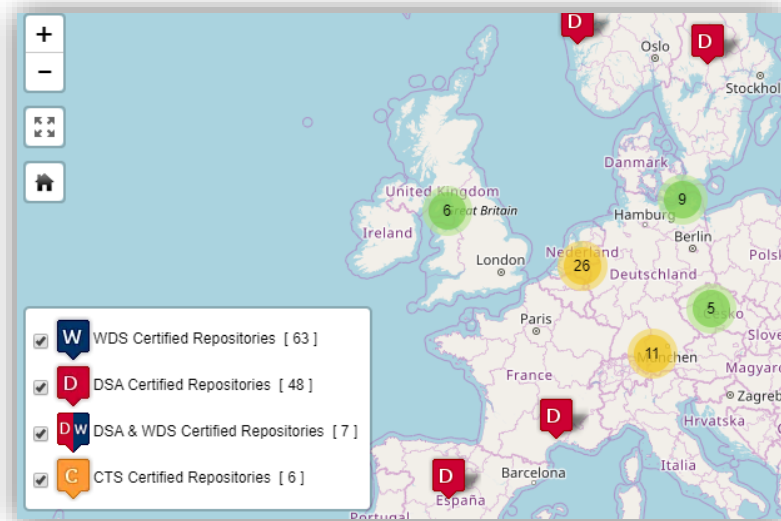 +
−
D
D
Oslo
Stockhol
Danmark
United Kingdom
6
Great Britain
9
Ireland
Hamburg
Berlin
London
Nederland
26
Deutschland
Polsk
5
Česko
Paris
11
München
Slove
Magyaro
France
Zagreb
Hrvatska
D
Italia
D
Barcelona
España
Portugal
W WDS Certified Repositories [ 63 ]
D DSA Certified Repositories [ 48 ]
D W DSA & WDS Certified Repositories [ 7 ]
C CTS Certified Repositories [ 6 ]